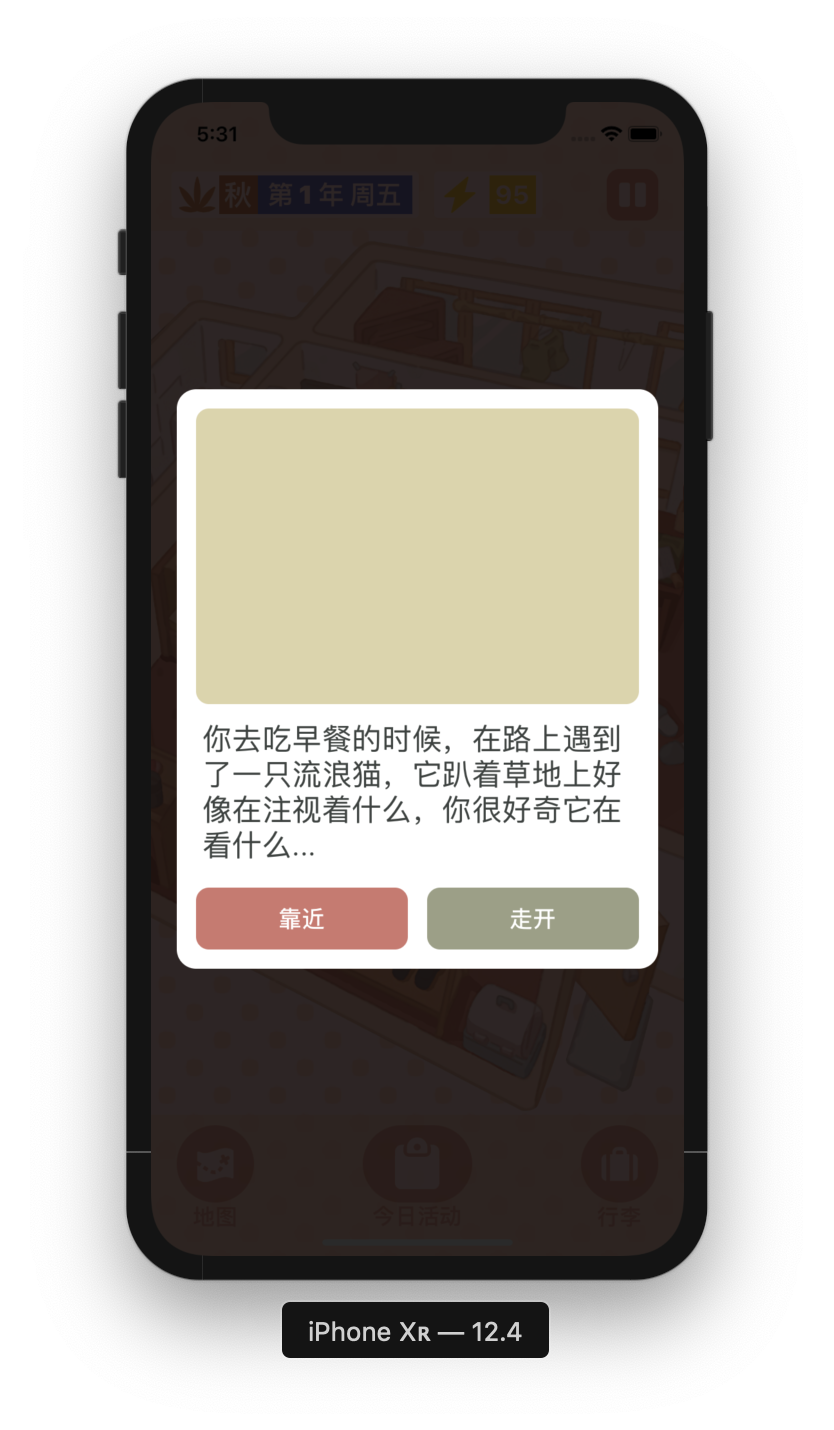 5:31
秋 第 1 年 周五 95
你去吃早餐的时候，在路上遇到
了一只流浪猫，它趴着草地上好
像在注视着什么，你很好奇它在
看什么...
靠近 走开
地图 今日活动 行李
iPhone XR — 12.4